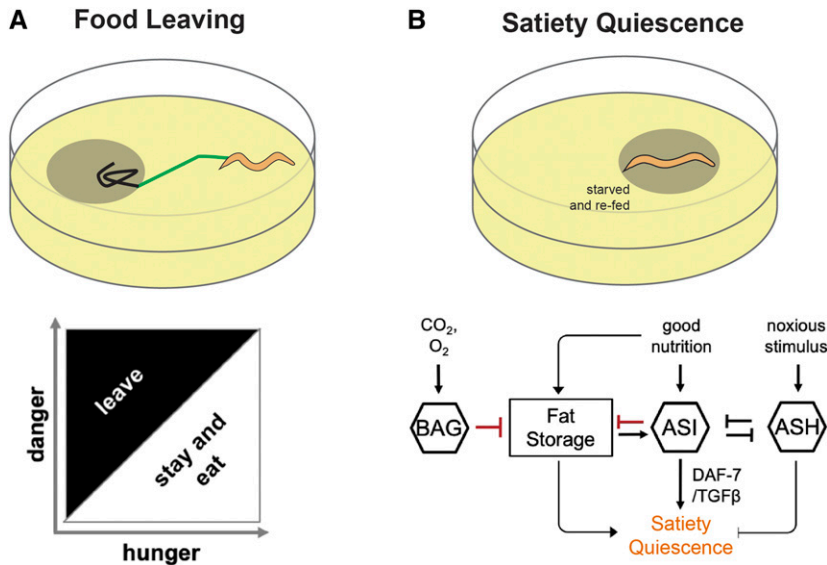 A
Food Leaving
B
Satiety Quiescence
starved
and re-fed
danger
leave
stay and
eat
hunger
CO₂,
O₂
good
nutrition
noxious
stimulus
BAG
Fat
Storage
ASI
ASH
DAF-7
/TGFβ
Satiety
Quiescence